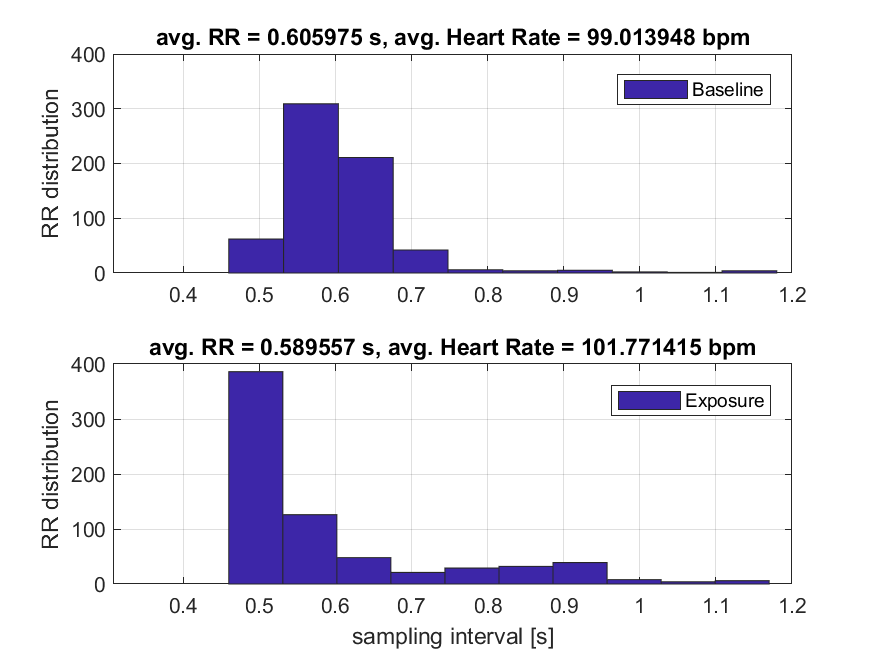 avg. RR = 0.605975 s, avg. Heart Rate = 99.013948 bpm
400
300
200
100
0
RR distribution
Baseline
0.4 0.5 0.6 0.7 0.8 0.9 1 1.1 1.2
avg. RR = 0.589557 s, avg. Heart Rate = 101.771415 bpm
400
300
200
100
0
RR distribution
Exposure
0.4 0.5 0.6 0.7 0.8 0.9 1 1.1 1.2
sampling interval [s]